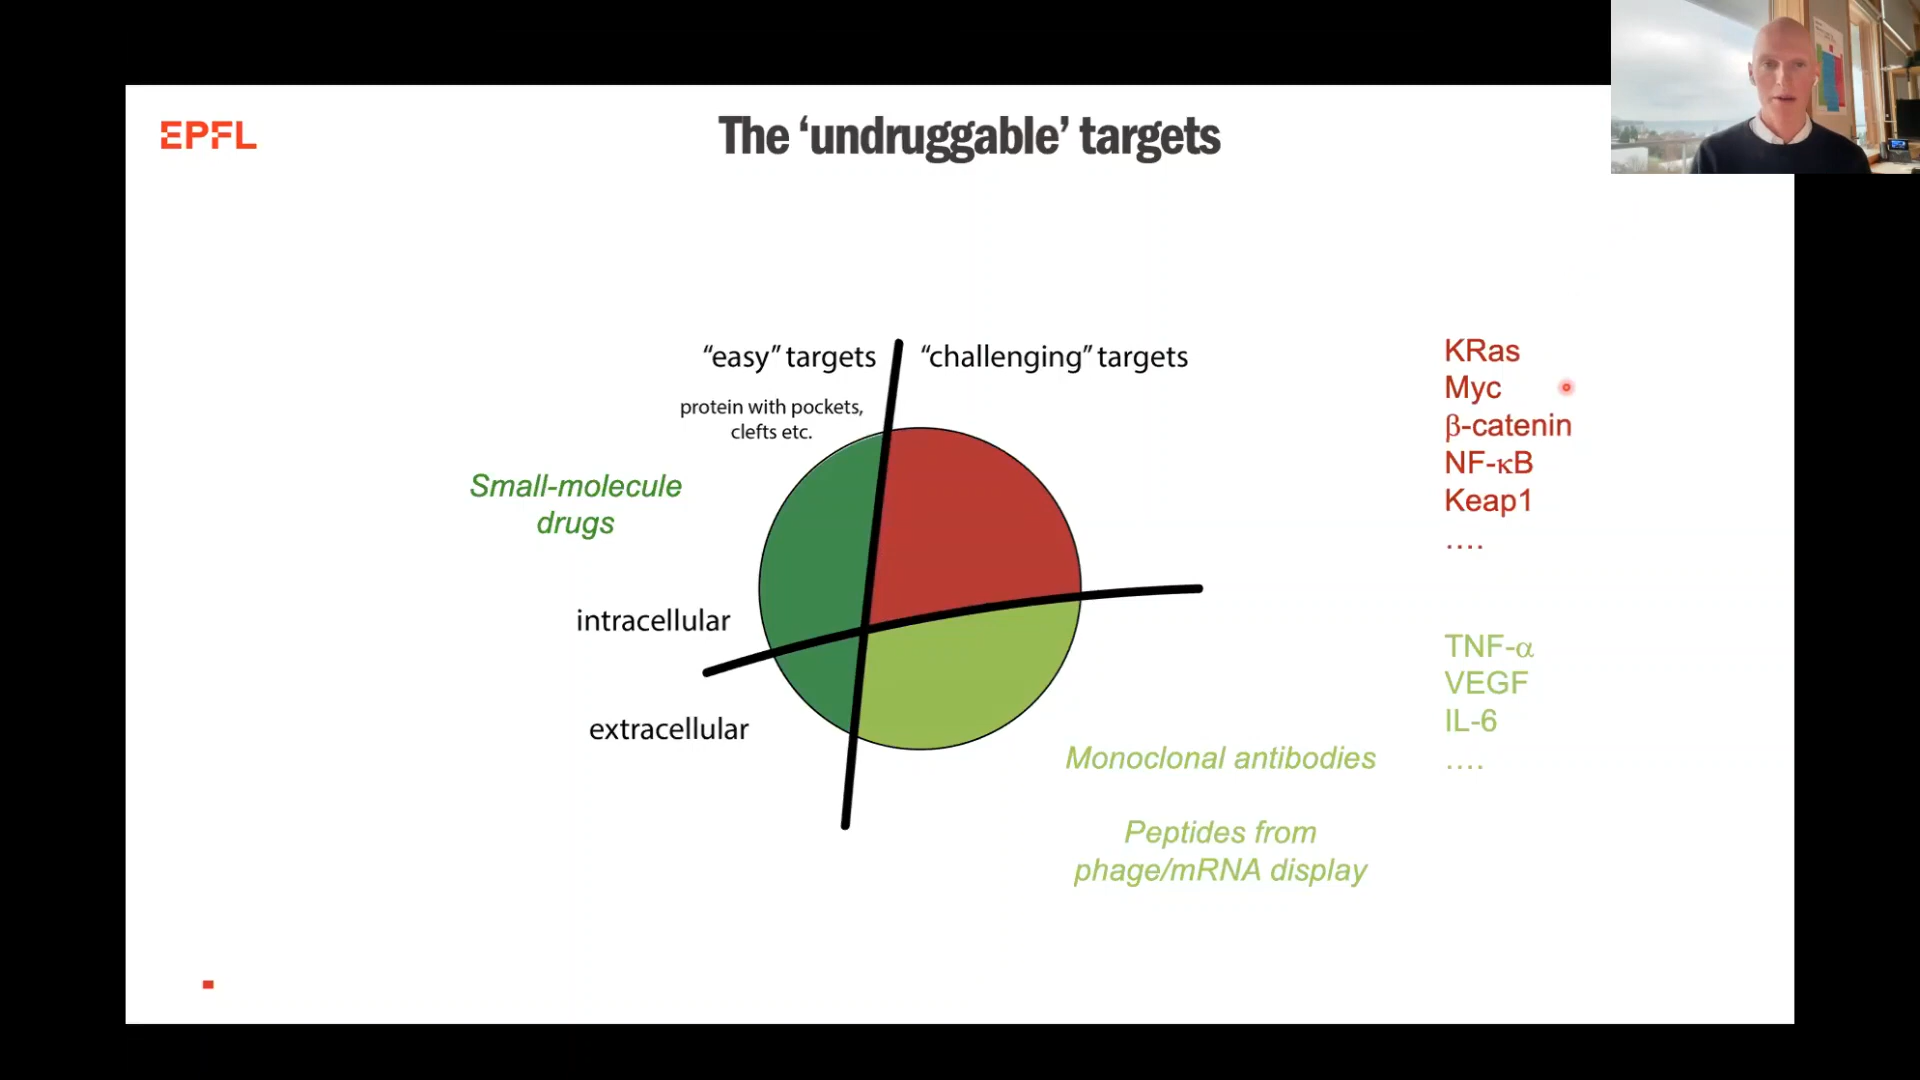 EPFL
The ‘undruggable’ targets
“easy” targets
“challenging” targets
protein with pockets,
clefts etc.
Small-molecule
drugs
intracellular
extracellular
KRas
Myc
β-catenin
NF-κB
Keap1
....
TNF-α
VEGF
IL-6
....
Monoclonal antibodies
Peptides from
phage/mRNA display